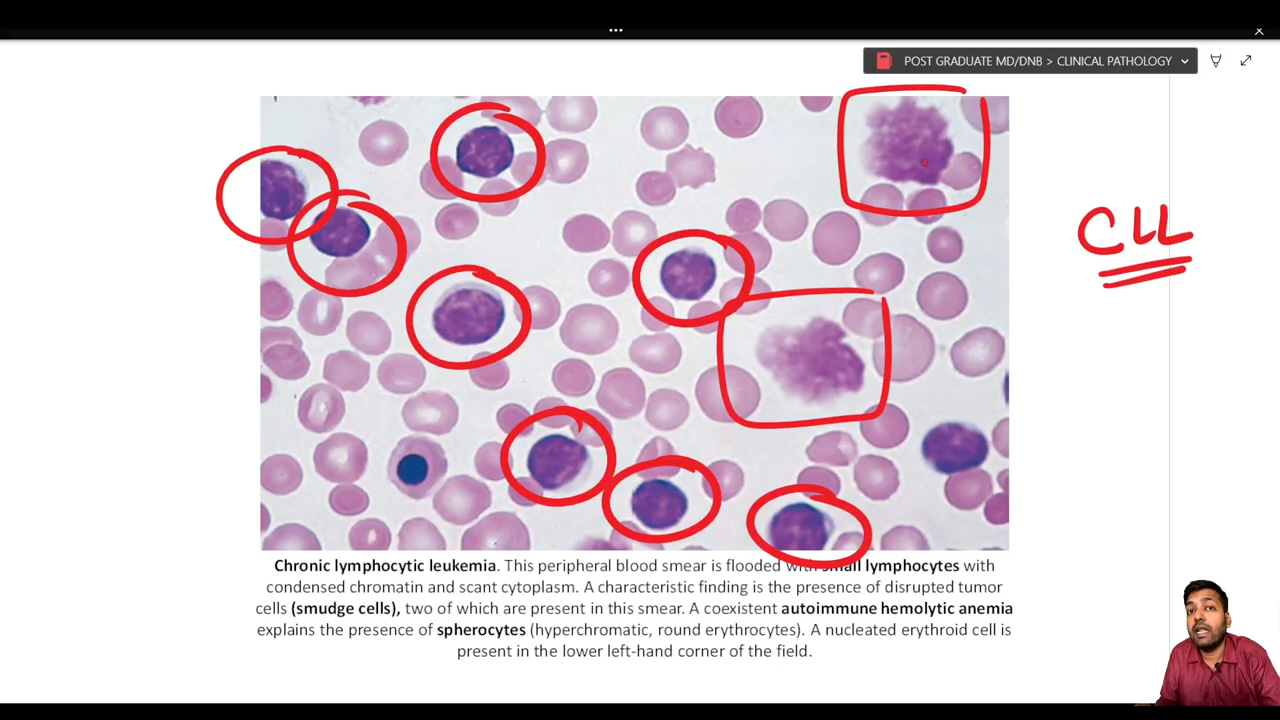 POST GRADUATE MD/DNB > CLINICAL PATHOLOGY
CLL
Chronic lymphocytic leukemia. This peripheral blood smear is flooded with small lymphocytes with
condensed chromatin and scant cytoplasm. A characteristic finding is the presence of disrupted tumor
cells (smudge cells), two of which are present in this smear. A coexistent autoimmune hemolytic anemia
explains the presence of spherocytes (hyperchromatic, round erythrocytes). A nucleated erythroid cell is
present in the lower left-hand corner of the field.